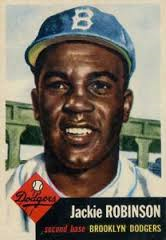 B
Dodgers
Jackie ROBINSON
second base BROOKLYN DODGERS